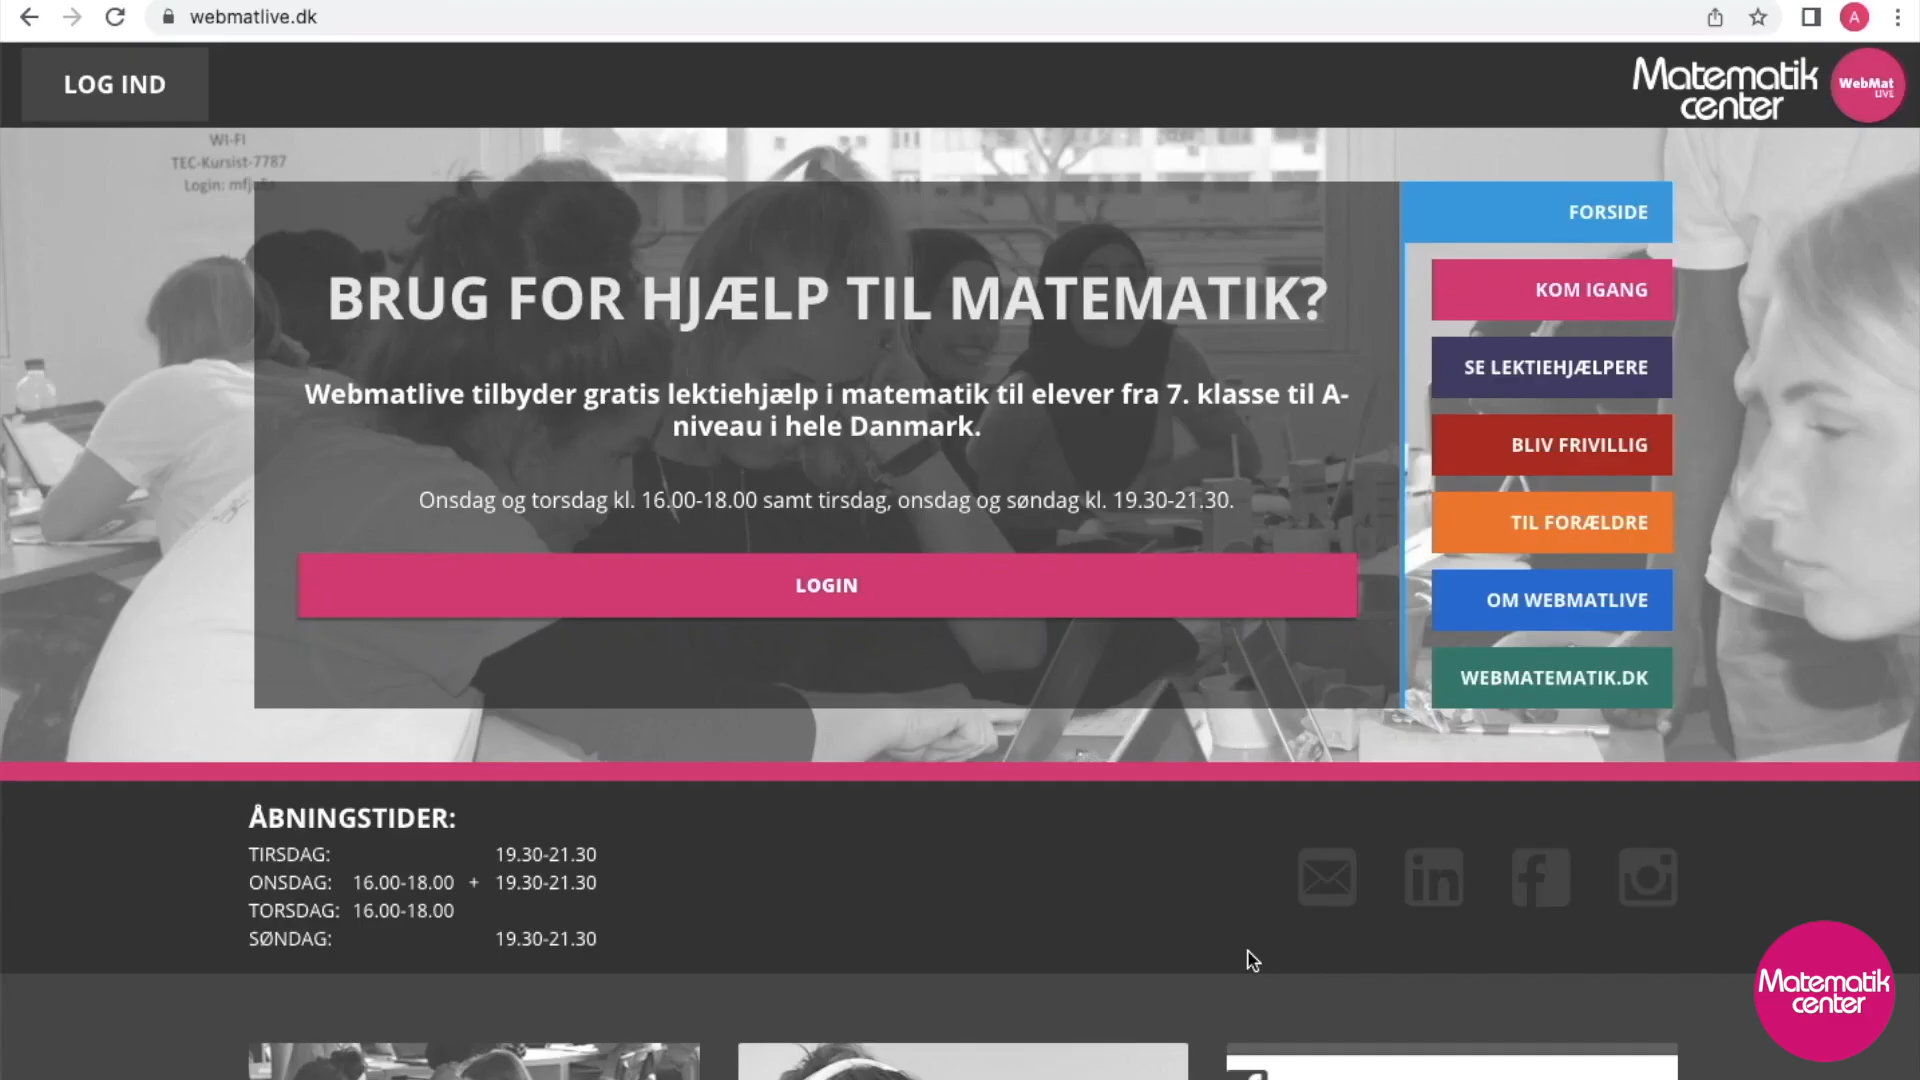 webmatlive.dk
A
LOG IND
Matematik
center
WebMat
LIVE
WI-FI
TEC-Kursist-7787
Login:
BRUG FOR HJÆLP TIL MATEMATIK?
Webmatlive tilbyder gratis lektiehjælp i matematik til elever fra 7. klasse til A-
niveau i hele Danmark.
Onsdag og torsdag kl. 16.00-18.00 samt tirsdag, onsdag og søndag kl. 19.30-21.30.
LOGIN
FORSIDE
KOM IGANG
SE LEKTIEHJÆLPERE
BLIV FRIVILLIG
TIL FORÆLDRE
OM WEBMATLIVE
WEBMATEMATIK.DK
ÅBNINGSTIDER:
TIRSDAG: 19.30-21.30
ONSDAG: 16.00-18.00 + 19.30-21.30
TORSDAG: 16.00-18.00
SØNDAG: 19.30-21.30
Matematik
center